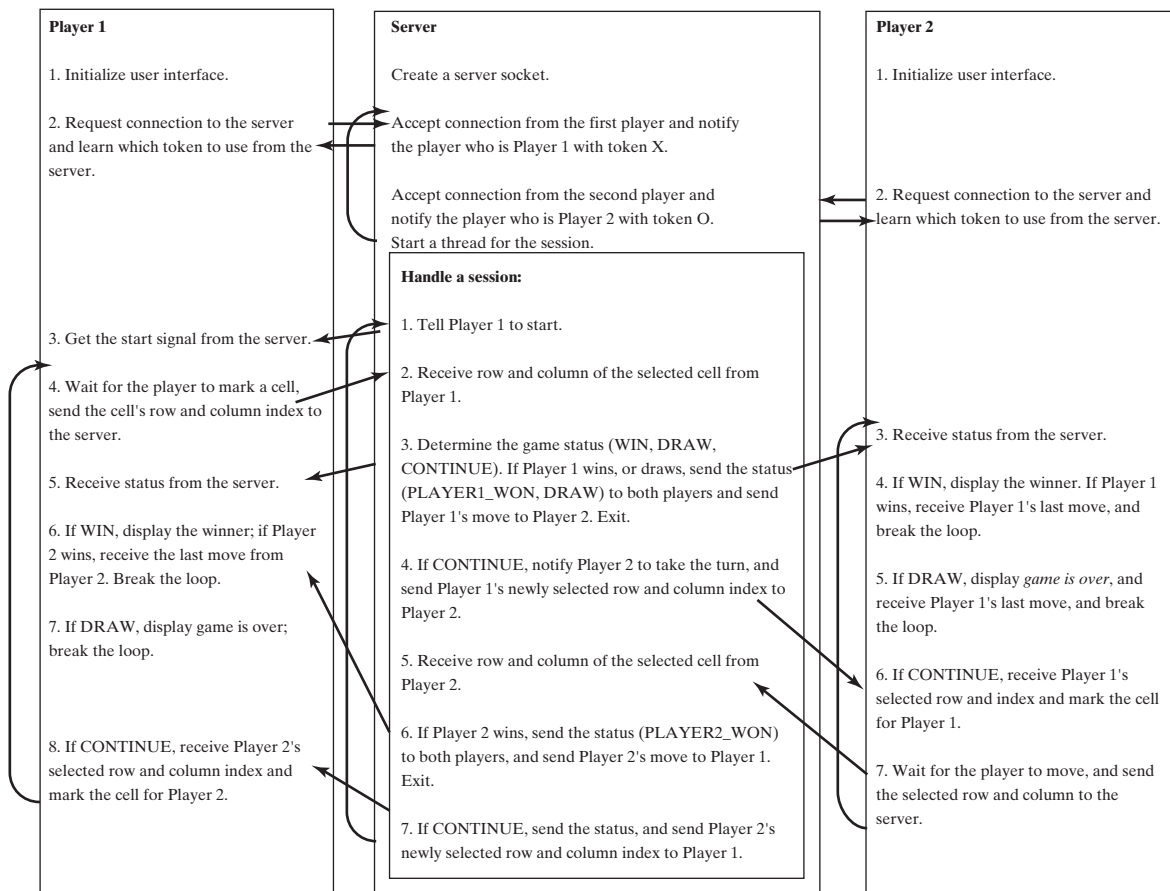 Player 1
1. Initialize user interface.
2. Request connection to the server
and learn which token to use from the
server.
3. Get the start signal from the server.
4. Wait for the player to mark a cell,
send the cell's row and column index to
the server.
5. Receive status from the server.
6. If WIN, display the winner; if Player
2 wins, receive the last move from
Player 2. Break the loop.
7. If DRAW, display game is over;
break the loop.
8. If CONTINUE, receive Player 2's
selected row and column index and
mark the cell for Player 2.
Server
Create a server socket.
Accept connection from the first player and notify
the player who is Player 1 with token X.
Accept connection from the second player and
notify the player who is Player 2 with token O.
Start a thread for the session.
Handle a session:
1. Tell Player 1 to start.
2. Receive row and column of the selected cell from
Player 1.
3. Determine the game status (WIN, DRAW,
CONTINUE). If Player 1 wins, or draws, send the status
(PLAYER1_WON, DRAW) to both players and send
Player 1's move to Player 2. Exit.
4. If CONTINUE, notify Player 2 to take the turn, and
send Player 1's newly selected row and column index to
Player 2.
5. Receive row and column of the selected cell from
Player 2.
6. If Player 2 wins, send the status (PLAYER2_WON)
to both players, and send Player 2's move to Player 1.
Exit.
7. If CONTINUE, send the status, and send Player 2's
newly selected row and column index to Player 1.
Player 2
1. Initialize user interface.
2. Request connection to the server and
learn which token to use from the server.
3. Receive status from the server.
4. If WIN, display the winner. If Player 1
wins, receive Player 1's last move, and
break the loop.
5. If DRAW, display game is over, and
receive Player 1's last move, and break
the loop.
6. If CONTINUE, receive Player 1's
selected row and index and mark the cell
for Player 1.
7. Wait for the player to move, and send
the selected row and column to the
server.